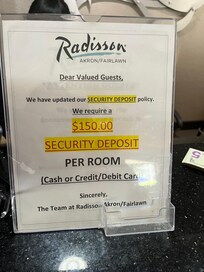 Radisson
AKRON/FAIRLAWN
Dear Valued Guests,
We have updated our SECURITY DEPOSIT policy.
We require a
$150.00
SECURITY DEPOSIT
PER ROOM
(Cash or Credit/Debit Card)
Sincerely,
The Team at Radisson Akron/Fairlawn